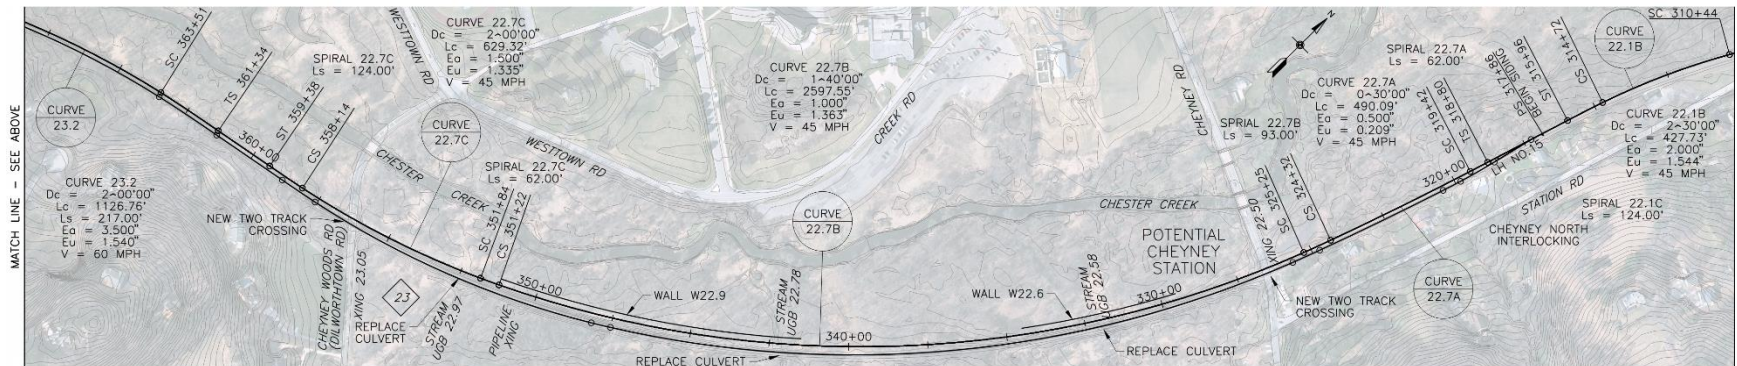 MATCH LINE – SEE ABOVE
CURVE
23.2
CURVE 23.2
Dc = 2~00'00"
Lc = 1126.76'
Ls = 217.00'
Ea = 3.500"
Eu = 1.540"
V = 60 MPH
SC 363+51
TS 361+34
360+00
ST 359+38
CS 358+14
SPIRAL 22.7C
Ls = 124.00'
NEW TWO TRACK
CROSSING
CHEYNEY WOODS RD
(DILWORTHTOWN RD)
XING 23.05
WESTTOWN RD
CURVE 22.7C
Dc = 2~00'00"
Lc = 629.32'
Ea = 1.500"
Eu = 1.335"
V = 45 MPH
CURVE
22.7C
CHESTER
CREEK
23
REPLACE
CULVERT
STREAM
UGB 22.97
SPIRAL 22.7C
Ls = 62.00'
SC 351+84
CS 351+22
PIPELINE
XING
350+00
WESTTOWN RD
WALL W22.9
REPLACE CULVERT
CURVE 22.7B
Dc = 1~40'00"
Lc = 2597.55'
Ea = 1.000"
Eu = 1.363"
V = 45 MPH
CREEK RD
CURVE
22.7B
STREAM
UGB 22.78
340+00
WALL W22.6
STREAM
UGB 22.58
REPLACE CULVERT
330+00
CHESTER CREEK
POTENTIAL
CHEYNEY
STATION
CHEYNEY RD
SPRIAL 22.7B
Ls = 93.00'
XING 22.50
SC 325+25
CS 324+32
NEW TWO TRACK
CROSSING
Z
CURVE 22.7A
Dc = 0~30'00"
Lc = 490.09'
Ea = 0.500"
Eu = 0.209"
V = 45 MPH
CURVE
22.7A
SPIRAL 22.7A
Ls = 62.00'
320+00
SC 319+42
TS 318+80
LH NO.15
PS 317+86
BEGIN SIDING
ST 315+96
CS 314+72
STATION RD
CHEYNEY NORTH
INTERLOCKING
SPIRAL 22.1C
Ls = 124.00'
CURVE
22.1B
CURVE 22.1B
Dc = 2~30'00"
Lc = 427.73'
Ea = 2.000"
Eu = 1.544"
V = 45 MPH
SC 310+44